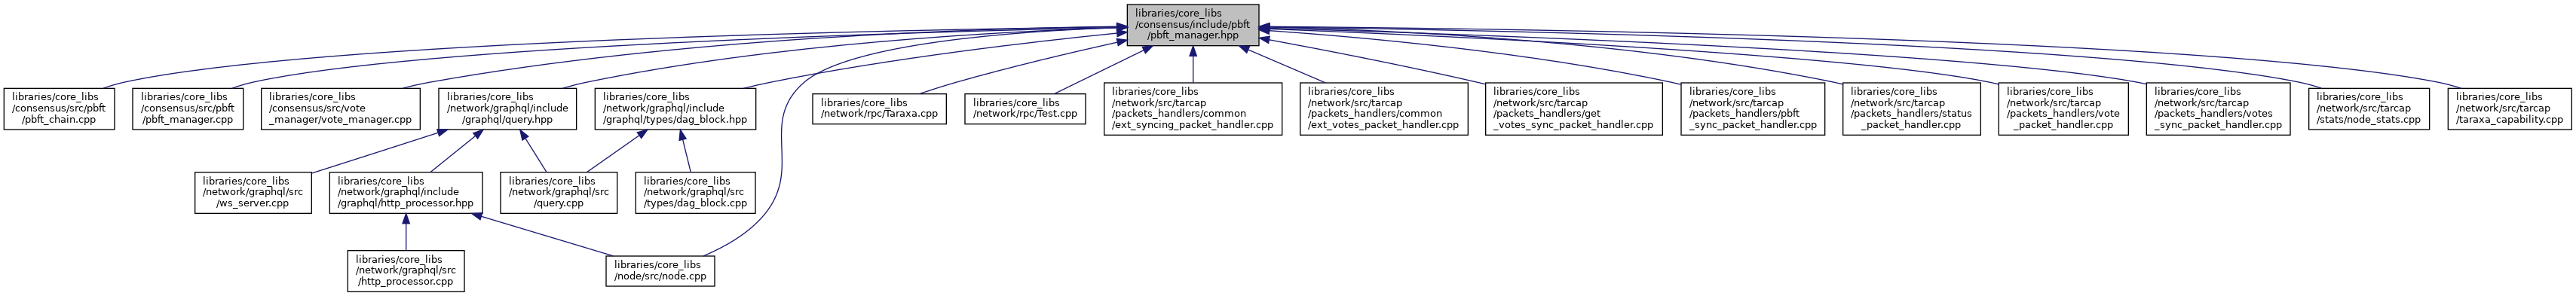 libraries/core_libs
/consensus/include/pbft
/pbft_manager.hpp
libraries/core_libs
/consensus/src/pbft
/pbft_chain.cpp
libraries/core_libs
/consensus/src/pbft
/pbft_manager.cpp
libraries/core_libs
/consensus/src/vote
_manager/vote_manager.cpp
libraries/core_libs
/network/graphql/include
/graphql/query.hpp
libraries/core_libs
/network/graphql/include
/graphql/types/dag_block.hpp
libraries/core_libs
/network/rpc/Taraxa.cpp
libraries/core_libs
/network/rpc/Test.cpp
libraries/core_libs
/network/src/tarcap
/packets_handlers/common
/ext_syncing_packet_handler.cpp
libraries/core_libs
/network/src/tarcap
/packets_handlers/common
/ext_votes_packet_handler.cpp
libraries/core_libs
/network/src/tarcap
/packets_handlers/get
_votes_sync_packet_handler.cpp
libraries/core_libs
/network/src/tarcap
/packets_handlers/pbft
_sync_packet_handler.cpp
libraries/core_libs
/network/src/tarcap
/packets_handlers/status
_packet_handler.cpp
libraries/core_libs
/network/src/tarcap
/packets_handlers/vote
_packet_handler.cpp
libraries/core_libs
/network/src/tarcap
/packets_handlers/votes
_sync_packet_handler.cpp
libraries/core_libs
/network/src/tarcap
/stats/node_stats.cpp
libraries/core_libs
/network/src/tarcap
/taraxa_capability.cpp
libraries/core_libs
/network/graphql/src
/ws_server.cpp
libraries/core_libs
/network/graphql/include
/graphql/http_processor.hpp
libraries/core_libs
/network/graphql/src
/query.cpp
libraries/core_libs
/network/graphql/src
/types/dag_block.cpp
libraries/core_libs
/network/graphql/src
/http_processor.cpp
libraries/core_libs
/node/src/node.cpp